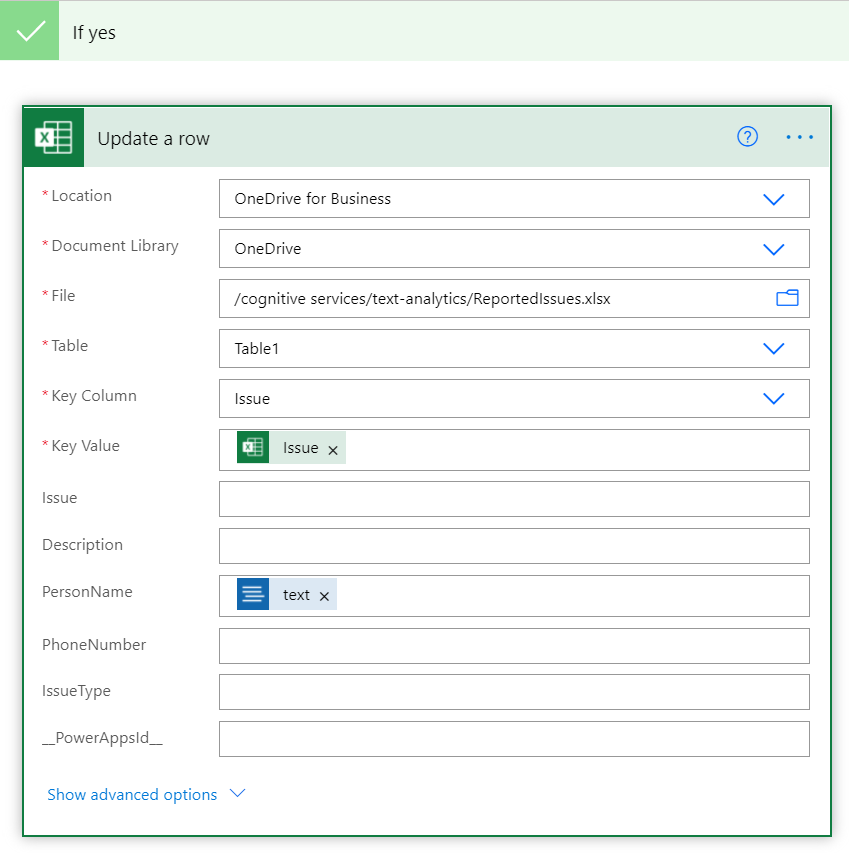 If yes
Update a row
* Location OneDrive for Business
* Document Library OneDrive
* File /cognitive services/text-analytics/ReportedIssues.xlsx
* Table Table1
* Key Column Issue
* Key Value Issue ×
Issue
Description
PersonName text ×
PhoneNumber
IssueType
__PowerAppsId__
Show advanced options